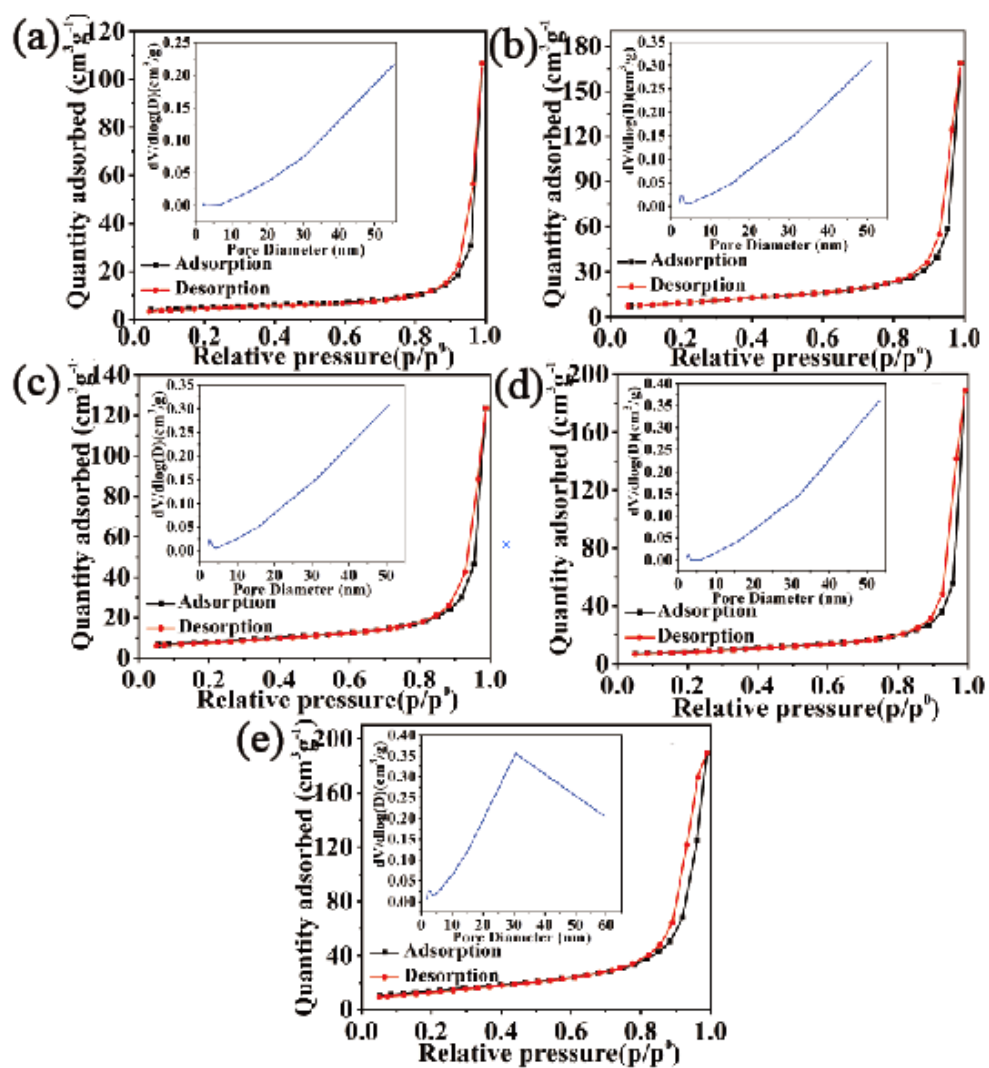 (a)
Quantity adsorbed (cm³g⁻¹)
120
100
80
60
40
20
0
0.0 0.2 0.4 0.6 0.8 1.0
Relative pressure(p/p⁰)
dV/dlog(D)(cm³/g)
0.25
0.20
0.15
0.10
0.05
0.00
0 10 20 30 40 50
Pore Diameter (nm)
Adsorption
Desorption
(b)
Quantity adsorbed (cm³g⁻¹)
180
150
120
90
60
30
0
0.0 0.2 0.4 0.6 0.8 1.0
Relative pressure(p/p⁰)
dV/dlog(D)(cm³/g)
0.35
0.30
0.25
0.20
0.15
0.10
0.05
0.00
0 10 20 30 40 50
Pore Diameter (nm)
Adsorption
Desorption
(c)
Quantity adsorbed (cm³g⁻¹)
140
120
100
80
60
40
20
0
0.0 0.2 0.4 0.6 0.8 1.0
Relative pressure(p/p⁰)
dV/dlog(D)(cm³/g)
0.35
0.30
0.25
0.20
0.15
0.10
0.05
0.00
0 10 20 30 40 50
Pore Diameter (nm)
Adsorption
Desorption
(d)
Quantity adsorbed (cm³g⁻¹)
200
160
120
80
40
0
0.0 0.2 0.4 0.6 0.8 1.0
Relative pressure(p/p⁰)
dV/dlog(D)(cm³/g)
0.40
0.35
0.30
0.25
0.20
0.15
0.10
0.05
0.00
0 10 20 30 40 50
Pore Diameter (nm)
Adsorption
Desorption
(e)
Quantity adsorbed (cm³g⁻¹)
200
160
120
80
40
0
0.0 0.2 0.4 0.6 0.8 1.0
Relative pressure(p/p⁰)
dV/dlog(D)(cm³/g)
0.40
0.35
0.30
0.25
0.20
0.15
0.10
0.05
0.00
0 10 20 30 40 50 60
Pore Diameter (nm)
Adsorption
Desorption